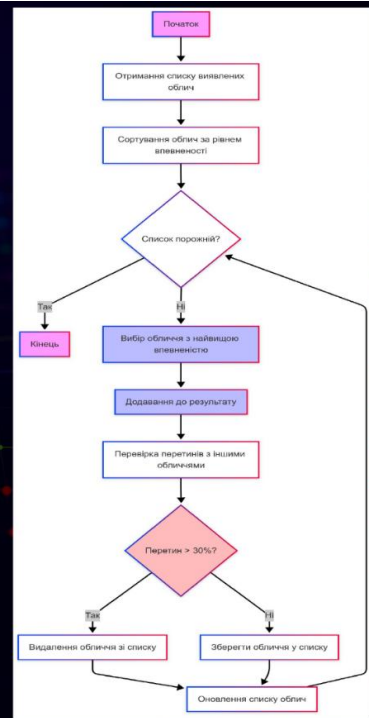 Початок
Отримання списку виявлених
облич
Сортування облич за рівнем
впевненості
Список порожній?
Так
Ні
Кінець
Вибір обличчя з найвищою
впевненістю
Додавання до результату
Перевірка перетинів з іншими
обличчями
Перетин > 30%?
Так
Ні
Видалення обличчя зі списку
Зберегти обличчя у списку
Оновлення списку облич